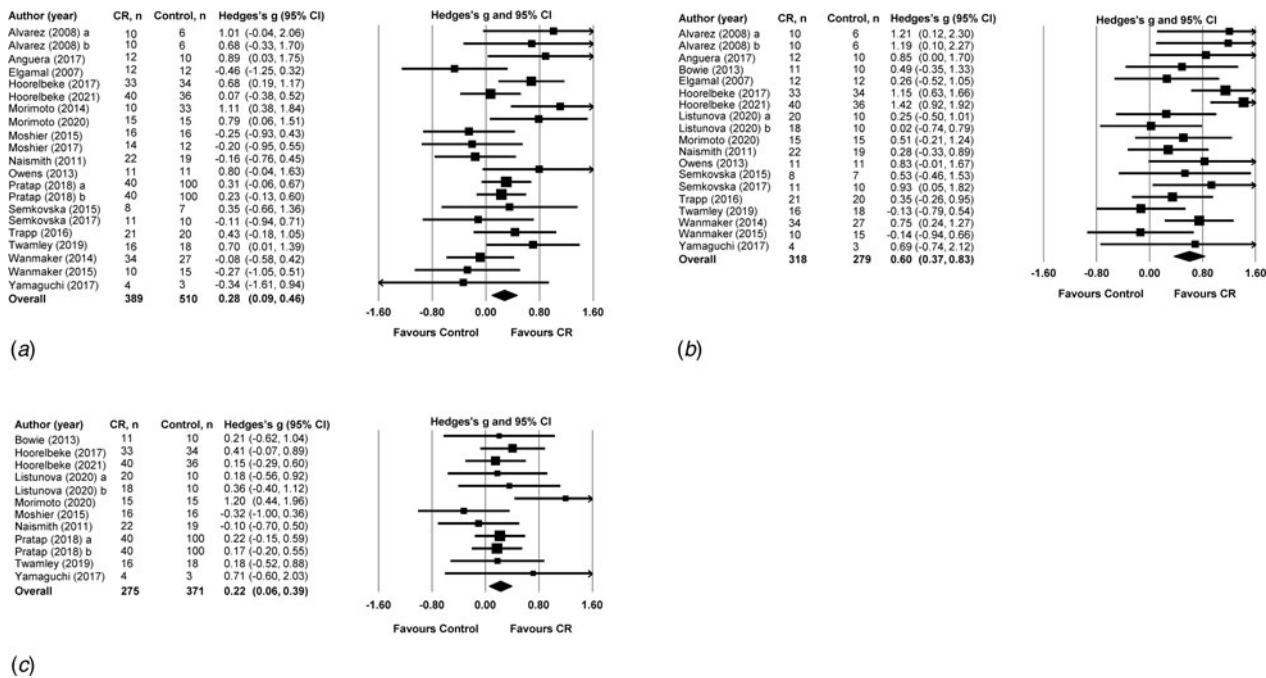 Author (year) CR, n Control, n Hedges's g (95% CI) Hedges's g and 95% CI
Alvarez (2008) a 10 6 1.01 (-0.04, 2.06)
Alvarez (2008) b 10 6 0.68 (-0.33, 1.70)
Anguera (2017) 12 10 0.89 (0.03, 1.75)
Elgamal (2007) 12 12 -0.46 (-1.25, 0.32)
Hoorelbeke (2017) 33 34 0.68 (0.19, 1.17)
Hoorelbeke (2021) 40 36 0.07 (-0.38, 0.52)
Morimoto (2014) 10 33 1.11 (0.38, 1.84)
Morimoto (2020) 15 15 0.79 (0.06, 1.51)
Moshier (2015) 16 16 -0.25 (-0.93, 0.43)
Moshier (2017) 14 12 -0.20 (-0.95, 0.55)
Naismith (2011) 22 19 -0.16 (-0.76, 0.45)
Owens (2013) 11 11 0.80 (-0.04, 1.63)
Pratap (2018) a 40 100 0.31 (-0.06, 0.67)
Pratap (2018) b 40 100 0.23 (-0.13, 0.60)
Semkovska (2015) 8 7 0.35 (-0.66, 1.36)
Semkovska (2017) 11 10 -0.11 (-0.94, 0.71)
Trapp (2016) 21 20 0.43 (-0.18, 1.05)
Twamley (2019) 16 18 0.70 (0.01, 1.39)
Wanmaker (2014) 34 27 -0.08 (-0.58, 0.42)
Wanmaker (2015) 10 15 -0.27 (-1.05, 0.51)
Yamaguchi (2017) 4 3 -0.34 (-1.61, 0.94)
Overall 389 510 0.28 (0.09, 0.46)
-1.60 -0.80 0.00 0.80 1.60
Favours Control Favours CR
(a)
Author (year) CR, n Control, n Hedges's g (95% CI) Hedges's g and 95% CI
Alvarez (2008) a 10 6 1.21 (0.12, 2.30)
Alvarez (2008) b 10 6 1.19 (0.10, 2.27)
Anguera (2017) 12 10 0.85 (0.00, 1.70)
Bowie (2013) 11 10 0.49 (-0.35, 1.33)
Elgamal (2007) 12 12 0.26 (-0.52, 1.05)
Hoorelbeke (2017) 33 34 1.15 (0.63, 1.66)
Hoorelbeke (2021) 40 36 1.42 (0.92, 1.92)
Listunova (2020) a 20 10 0.25 (-0.50, 1.01)
Listunova (2020) b 18 10 0.02 (-0.74, 0.79)
Morimoto (2020) 15 15 0.51 (-0.21, 1.24)
Naismith (2011) 22 19 0.28 (-0.33, 0.89)
Owens (2013) 11 11 0.83 (-0.01, 1.67)
Semkovska (2015) 8 7 0.53 (-0.46, 1.53)
Semkovska (2017) 11 10 0.93 (0.05, 1.82)
Trapp (2016) 21 20 0.35 (-0.26, 0.95)
Twamley (2019) 16 18 -0.13 (-0.79, 0.54)
Wanmaker (2014) 34 27 0.75 (0.24, 1.27)
Wanmaker (2015) 10 15 -0.14 (-0.94, 0.66)
Yamaguchi (2017) 4 3 0.69 (-0.74, 2.12)
Overall 318 279 0.60 (0.37, 0.83)
-1.60 -0.80 0.00 0.80 1.60
Favours Control Favours CR
(b)
Author (year) CR, n Control, n Hedges's g (95% CI) Hedges's g and 95% CI
Bowie (2013) 11 10 0.21 (-0.62, 1.04)
Hoorelbeke (2017) 33 34 0.41 (-0.07, 0.89)
Hoorelbeke (2021) 40 36 0.15 (-0.29, 0.60)
Listunova (2020) a 20 10 0.18 (-0.56, 0.92)
Listunova (2020) b 18 10 0.36 (-0.40, 1.12)
Morimoto (2020) 15 15 1.20 (0.44, 1.96)
Moshier (2015) 16 16 -0.32 (-1.00, 0.36)
Naismith (2011) 22 19 -0.10 (-0.70, 0.50)
Pratap (2018) a 40 100 0.22 (-0.15, 0.59)
Pratap (2018) b 40 100 0.17 (-0.20, 0.55)
Twamley (2019) 16 18 0.18 (-0.52, 0.88)
Yamaguchi (2017) 4 3 0.71 (-0.60, 2.03)
Overall 275 371 0.22 (0.06, 0.39)
-1.60 -0.80 0.00 0.80 1.60
Favours Control Favours CR
(c)